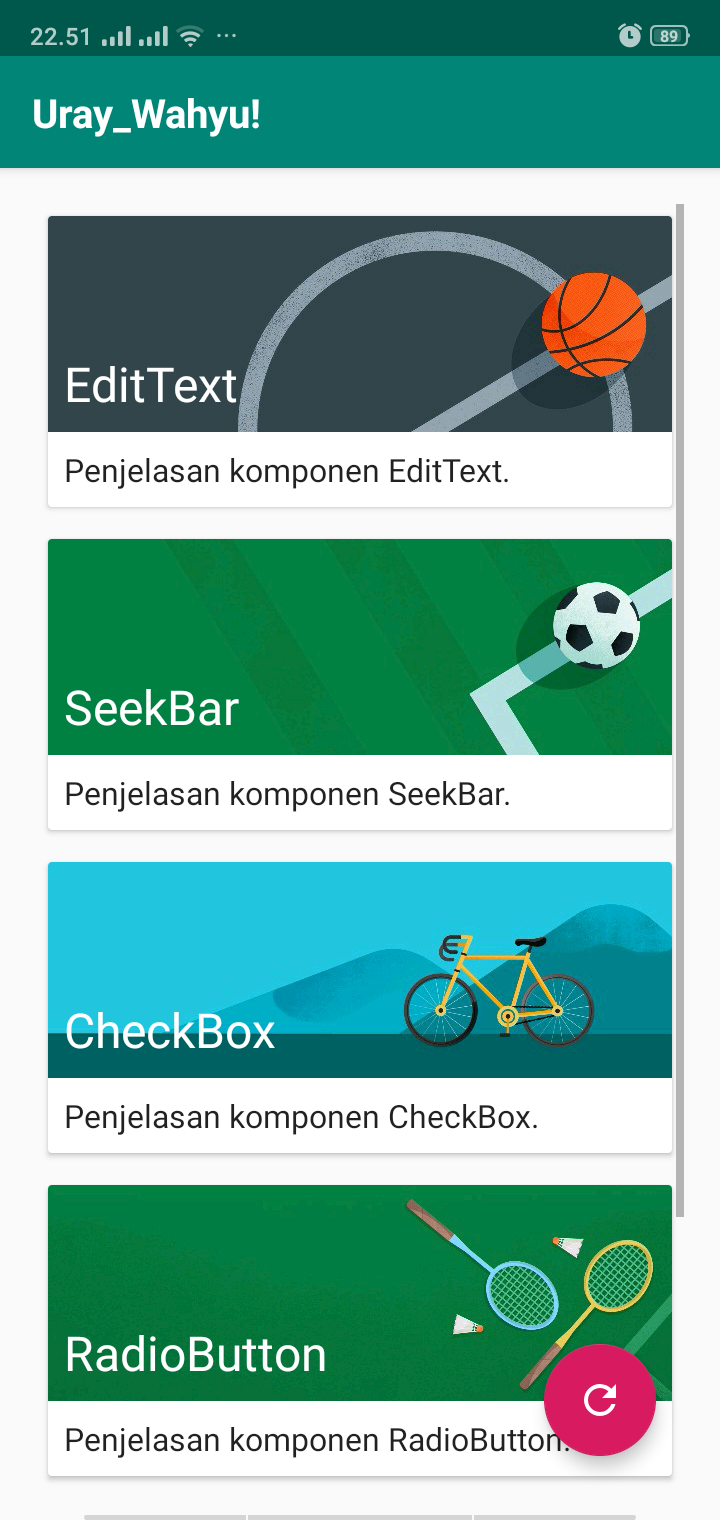 22.51
89
Uray_Wahyu!
EditText
Penjelasan komponen EditText.
SeekBar
Penjelasan komponen SeekBar.
CheckBox
Penjelasan komponen CheckBox.
RadioButton
Penjelasan komponen RadioButton.